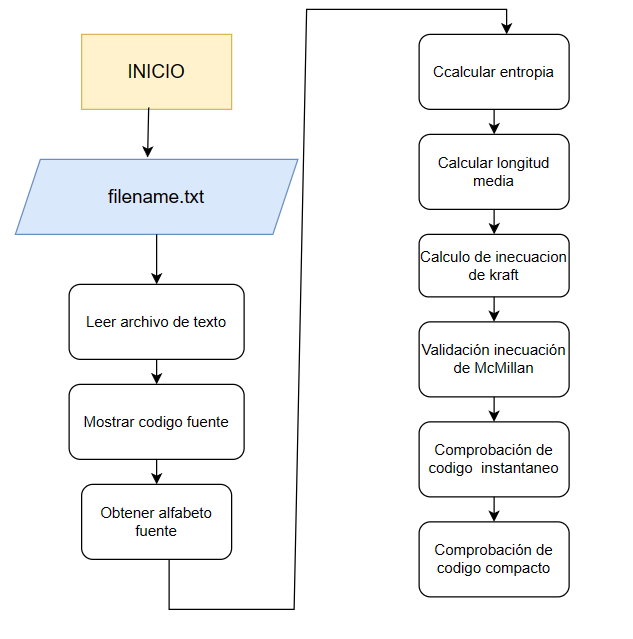 INICIO
filename.txt
Leer archivo de texto
Mostrar codigo fuente
Obtener alfabeto
fuente
Ccalcular entropia
Calcular longitud
media
Calculo de inecuacion
de kraft
Validación inecuación
de McMillan
Comprobación de
codigo  instantaneo
Comprobación de
codigo compacto